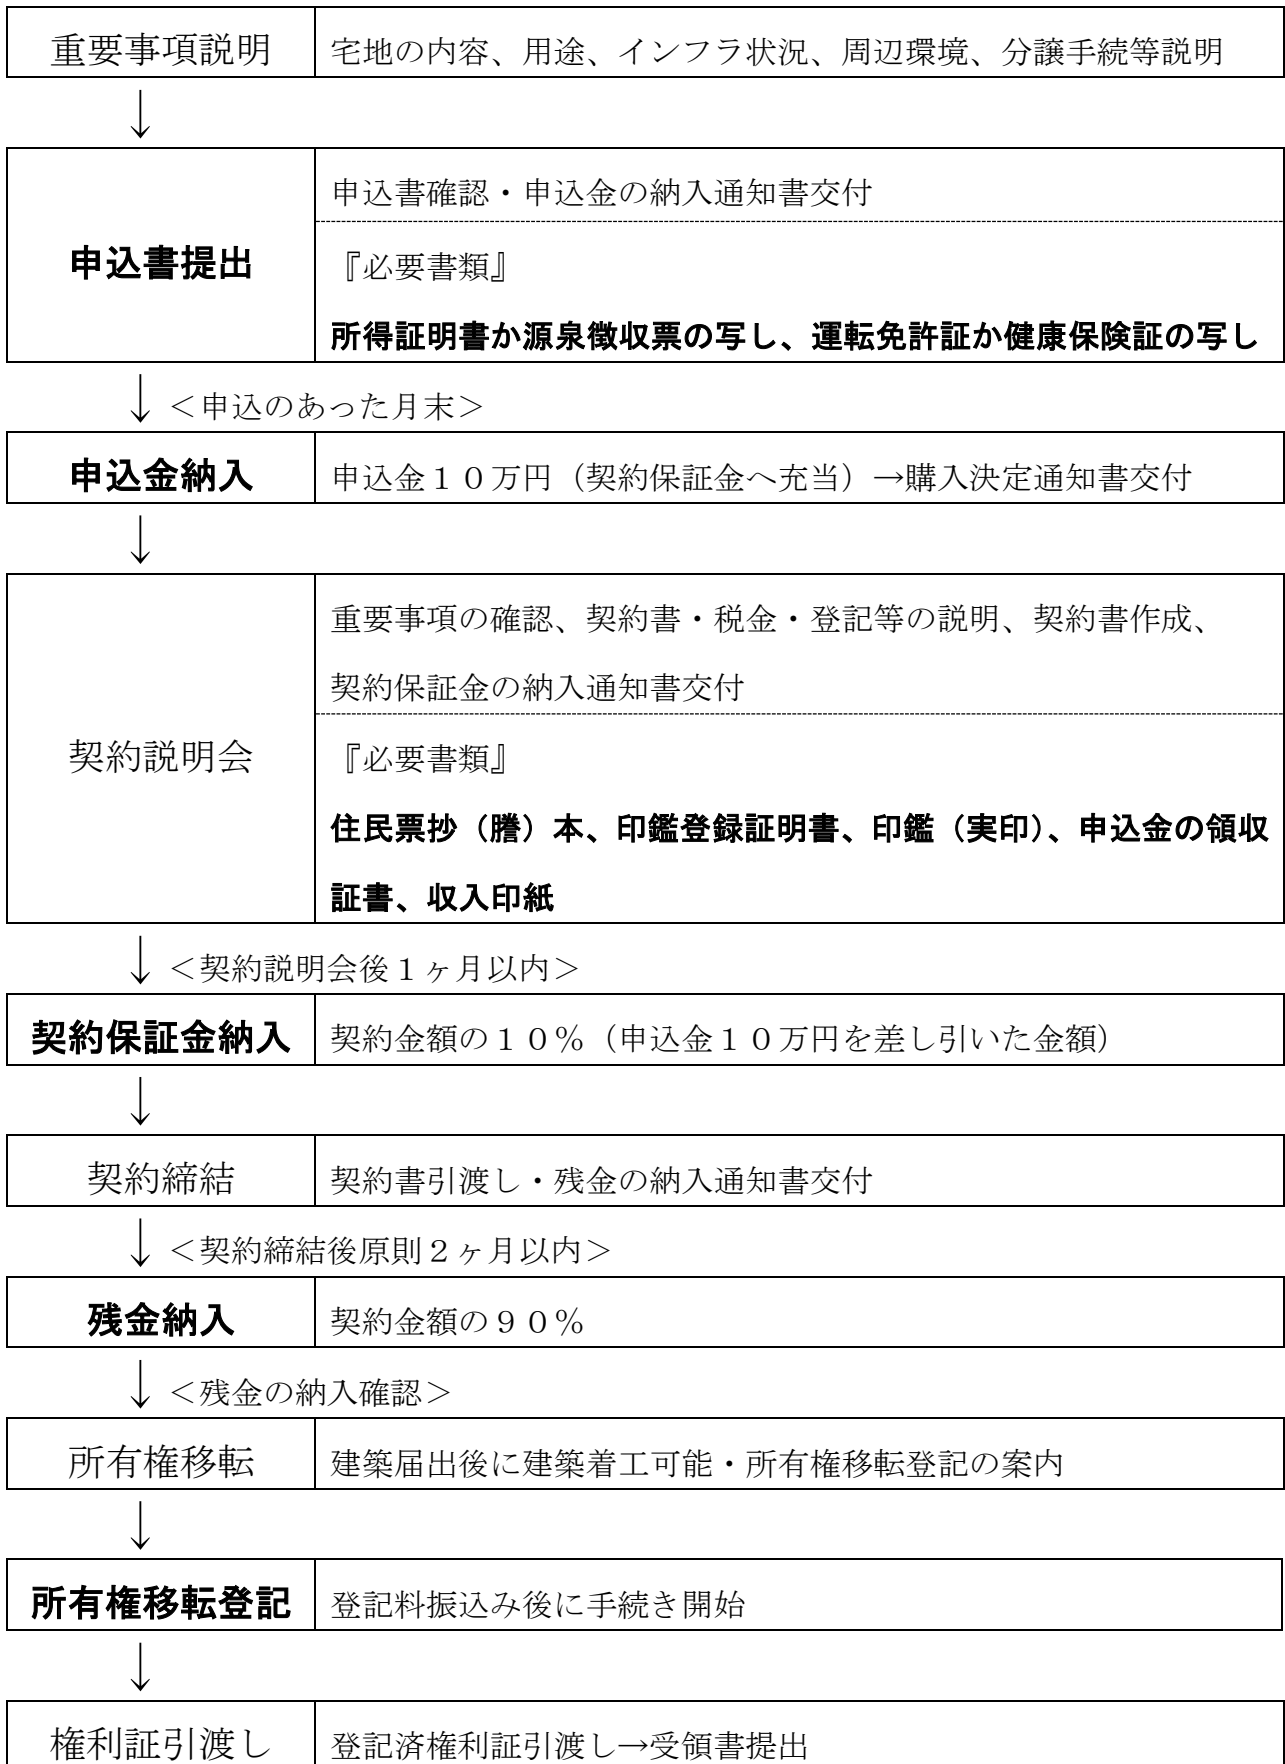 重要事項説明
宅地の内容、用途、インフラ状況、周辺環境、分譲手続等説明
↓
申込書提出
申込書確認・申込金の納入通知書交付
『必要書類』
所得証明書か源泉徴収票の写し、運転免許証か健康保険証の写し
↓ ＜申込のあった月末＞
申込金納入
申込金１０万円（契約保証金へ充当）→購入決定通知書交付
↓
契約説明会
重要事項の確認、契約書・税金・登記等の説明、契約書作成、
契約保証金の納入通知書交付
『必要書類』
住民票抄（謄）本、印鑑登録証明書、印鑑（実印）、申込金の領収
証書、収入印紙
↓ ＜契約説明会後１ヶ月以内＞
契約保証金納入
契約金額の１０％（申込金１０万円を差し引いた金額）
↓
契約締結
契約書引渡し・残金の納入通知書交付
↓ ＜契約締結後原則２ヶ月以内＞
残金納入
契約金額の９０％
↓ ＜残金の納入確認＞
所有権移転
建築届出後に建築着工可能・所有権移転登記の案内
↓
所有権移転登記
登記料振込み後に手続き開始
↓
権利証引渡し
登記済権利証引渡し→受領書提出